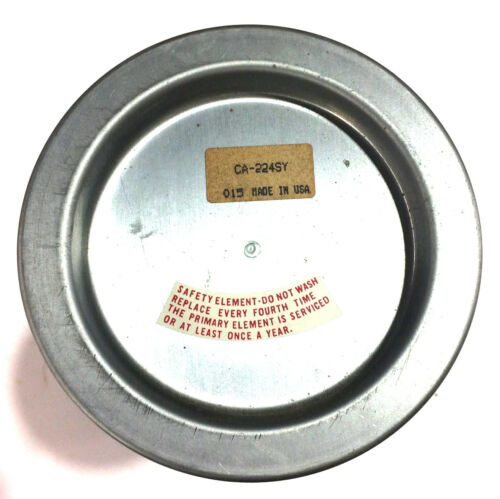 CA-224SY
015 MADE IN USA
SAFETY ELEMENT-DO NOT WASH
REPLACE EVERY FOURTH TIME
THE PRIMARY ELEMENT IS SERVICED
OR AT LEAST ONCE A YEAR.